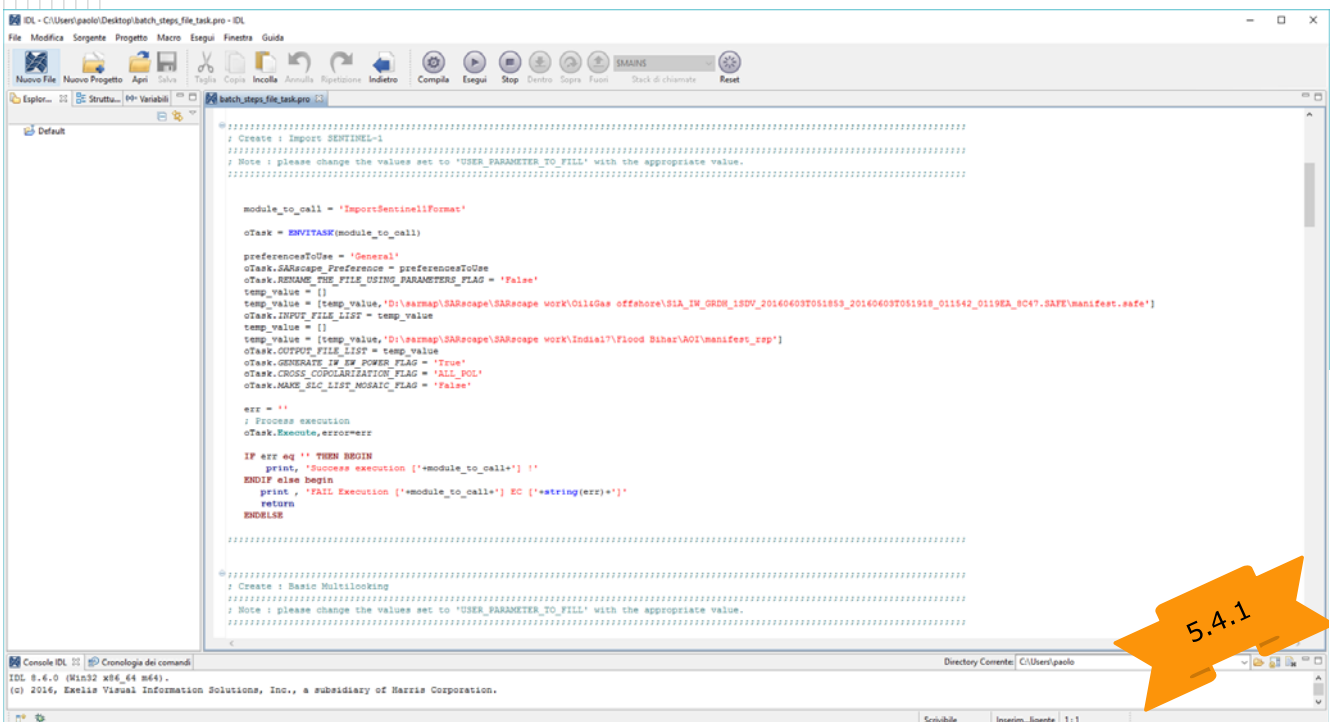 IDL - C:\Users\paolo\Desktop\batch_steps_file_task.pro - IDL
File Modifica Sorgente Progetto Macro Esegui Finestra Guida
Nuovo File Nuovo Progetto Apri Salva Taglia Copia Incolla Annulla Ripetizione Indietro Compila Esegui Stop Dentro Sopra Fuori Stack di chiamate Reset
$MAIN$
Esplor... Struttu... Variabili batch_steps_file_task.pro
Default
; Create : Import SENTINEL-1
; Note : please change the values set to 'USER_PARAMETER_TO_FILL' with the appropriate value.
module_to_call = 'ImportSentinel1Format'
oTask = ENVITASK(module_to_call)
preferencesToUse = 'General'
oTask.SARscape_Preference = preferencesToUse
oTask.RENAME_THE_FILE_USING_PARAMETERS_FLAG = 'False'
temp_value = []
temp_value = [temp_value,'D:\sarmap\SARscape\SARscape work\Oil&Gas offshore\S1A_IW_GRDH_1SDV_20160603T051853_20160603T051918_011542_0119EA_8C47.SAFE\manifest.safe']
oTask.INPUT_FILE_LIST = temp_value
temp_value = []
temp_value = [temp_value,'D:\sarmap\SARscape\SARscape work\India17\Flood Bihar\AOI\manifest_rsp']
oTask.OUTPUT_FILE_LIST = temp_value
oTask.GENERATE_IW_EW_POWER_FLAG = 'True'
oTask.CROSS_COPOLARIZATION_FLAG = 'ALL_POL'
oTask.MAKE_SLC_LIST_MOSAIC_FLAG = 'False'
err = ''
; Process execution
oTask.Execute,error=err
IF err eq '' THEN BEGIN
print, 'Success execution ['+module_to_call+'] !'
ENDIF else begin
print , 'FAIL Execution ['+module_to_call+'] EC ['+string(err)+']'
return
ENDELSE
; Create : Basic Multilooking
; Note : please change the values set to 'USER_PARAMETER_TO_FILL' with the appropriate value.
5.4.1
Console IDL Cronologia dei comandi Directory Corrente: C:\Users\paolo
IDL 8.6.0 (Win32 x86_64 m64).
(c) 2016, Exelis Visual Information Solutions, Inc., a subsidiary of Harris Corporation.
Scrivibile Inserim...ligente 1 : 1